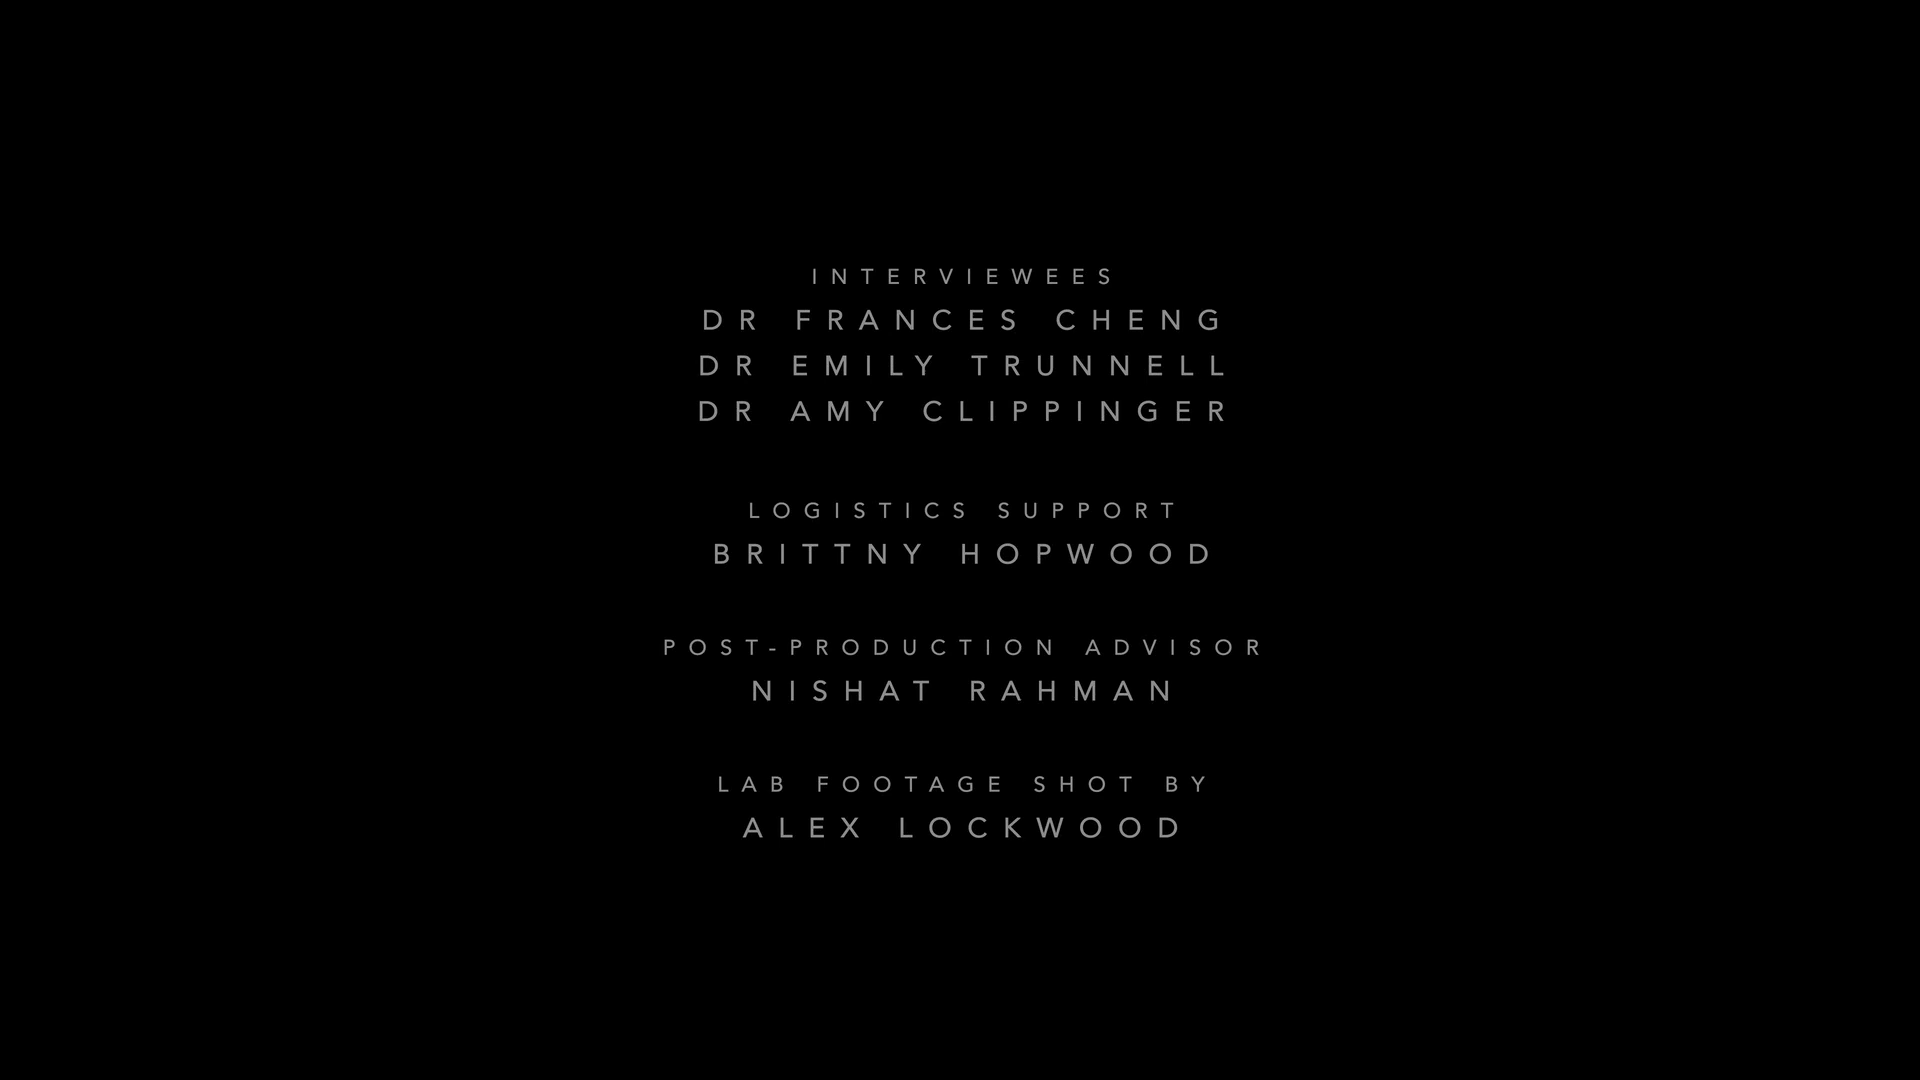 INTERVIEWEES
DR FRANCES CHENG
DR EMILY TRUNNELL
DR AMY CLIPPINGER
LOGISTICS SUPPORT
BRITTNY HOPWOOD
POST-PRODUCTION ADVISOR
NISHAT RAHMAN
LAB FOOTAGE SHOT BY
ALEX LOCKWOOD